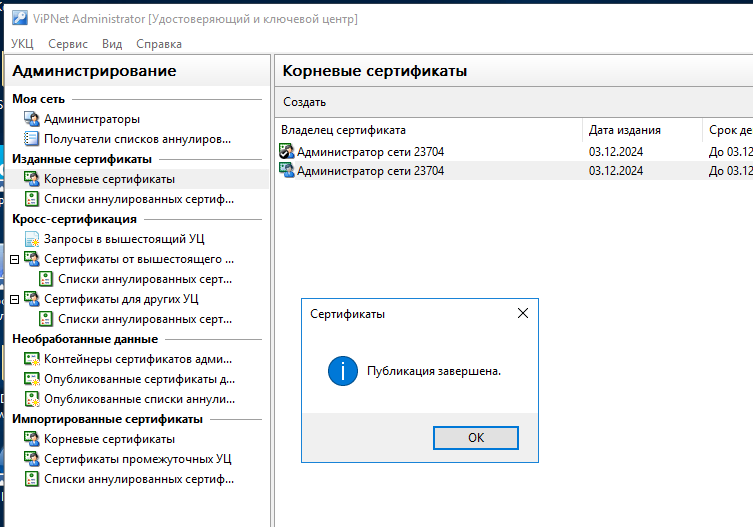 ViPNet Administrator [Удостоверяющий и ключевой центр]
УКЦ Сервис Вид Справка
Администрирование
Моя сеть
Администраторы
Получатели списков аннулиров...
Изданные сертификаты
Корневые сертификаты
Списки аннулированных сертиф...
Кросс-сертификация
Запросы в вышестоящий УЦ
Сертификаты от вышестоящего ...
Списки аннулированных серт...
Сертификаты для других УЦ
Списки аннулированных серт...
Необработанные данные
Контейнеры сертификатов адми...
Опубликованные сертификаты д...
Опубликованные списки аннули...
Импортированные сертификаты
Корневые сертификаты
Сертификаты промежуточных УЦ
Списки аннулированных сертиф...
Корневые сертификаты
Создать
Владелец сертификата Дата издания Срок де
Администратор сети 23704 03.12.2024 До 03.12
Администратор сети 23704 03.12.2024 До 03.12
Сертификаты
Публикация завершена.
OK